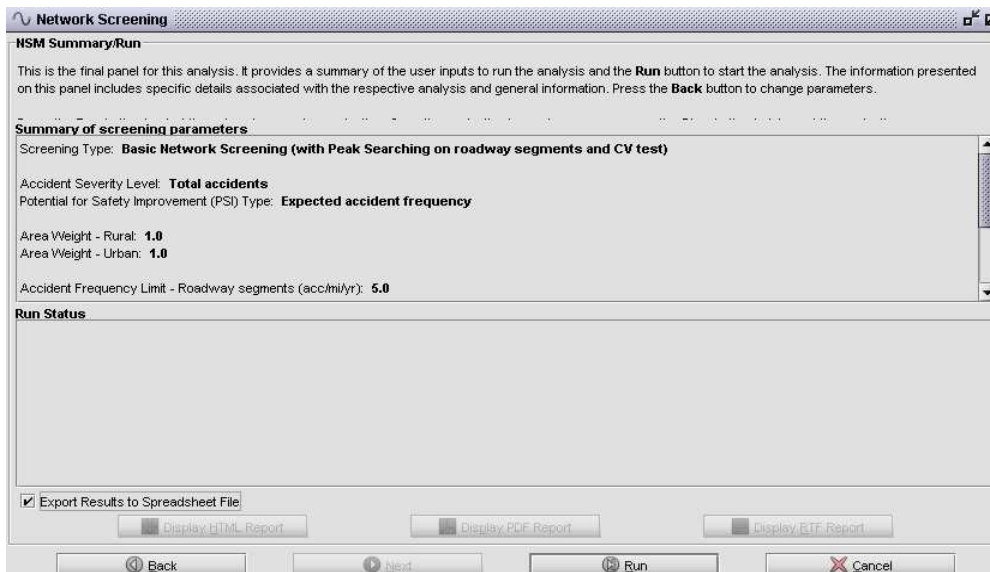 Network Screening
NSM Summary/Run
This is the final panel for this analysis. It provides a summary of the user inputs to run the analysis and the Run button to start the analysis. The information presented
on this panel includes specific details associated with the respective analysis and general information. Press the Back button to change parameters.
Summary of screening parameters
Screening Type: Basic Network Screening (with Peak Searching on roadway segments and CV test)
Accident Severity Level: Total accidents
Potential for Safety Improvement (PSI) Type: Expected accident frequency
Area Weight - Rural: 1.0
Area Weight - Urban: 1.0
Accident Frequency Limit - Roadway segments (acc/mi/yr): 5.0
Run Status
Export Results to Spreadsheet File
Display HTML Report Display PDF Report Display RTF Report
Back Next Run Cancel